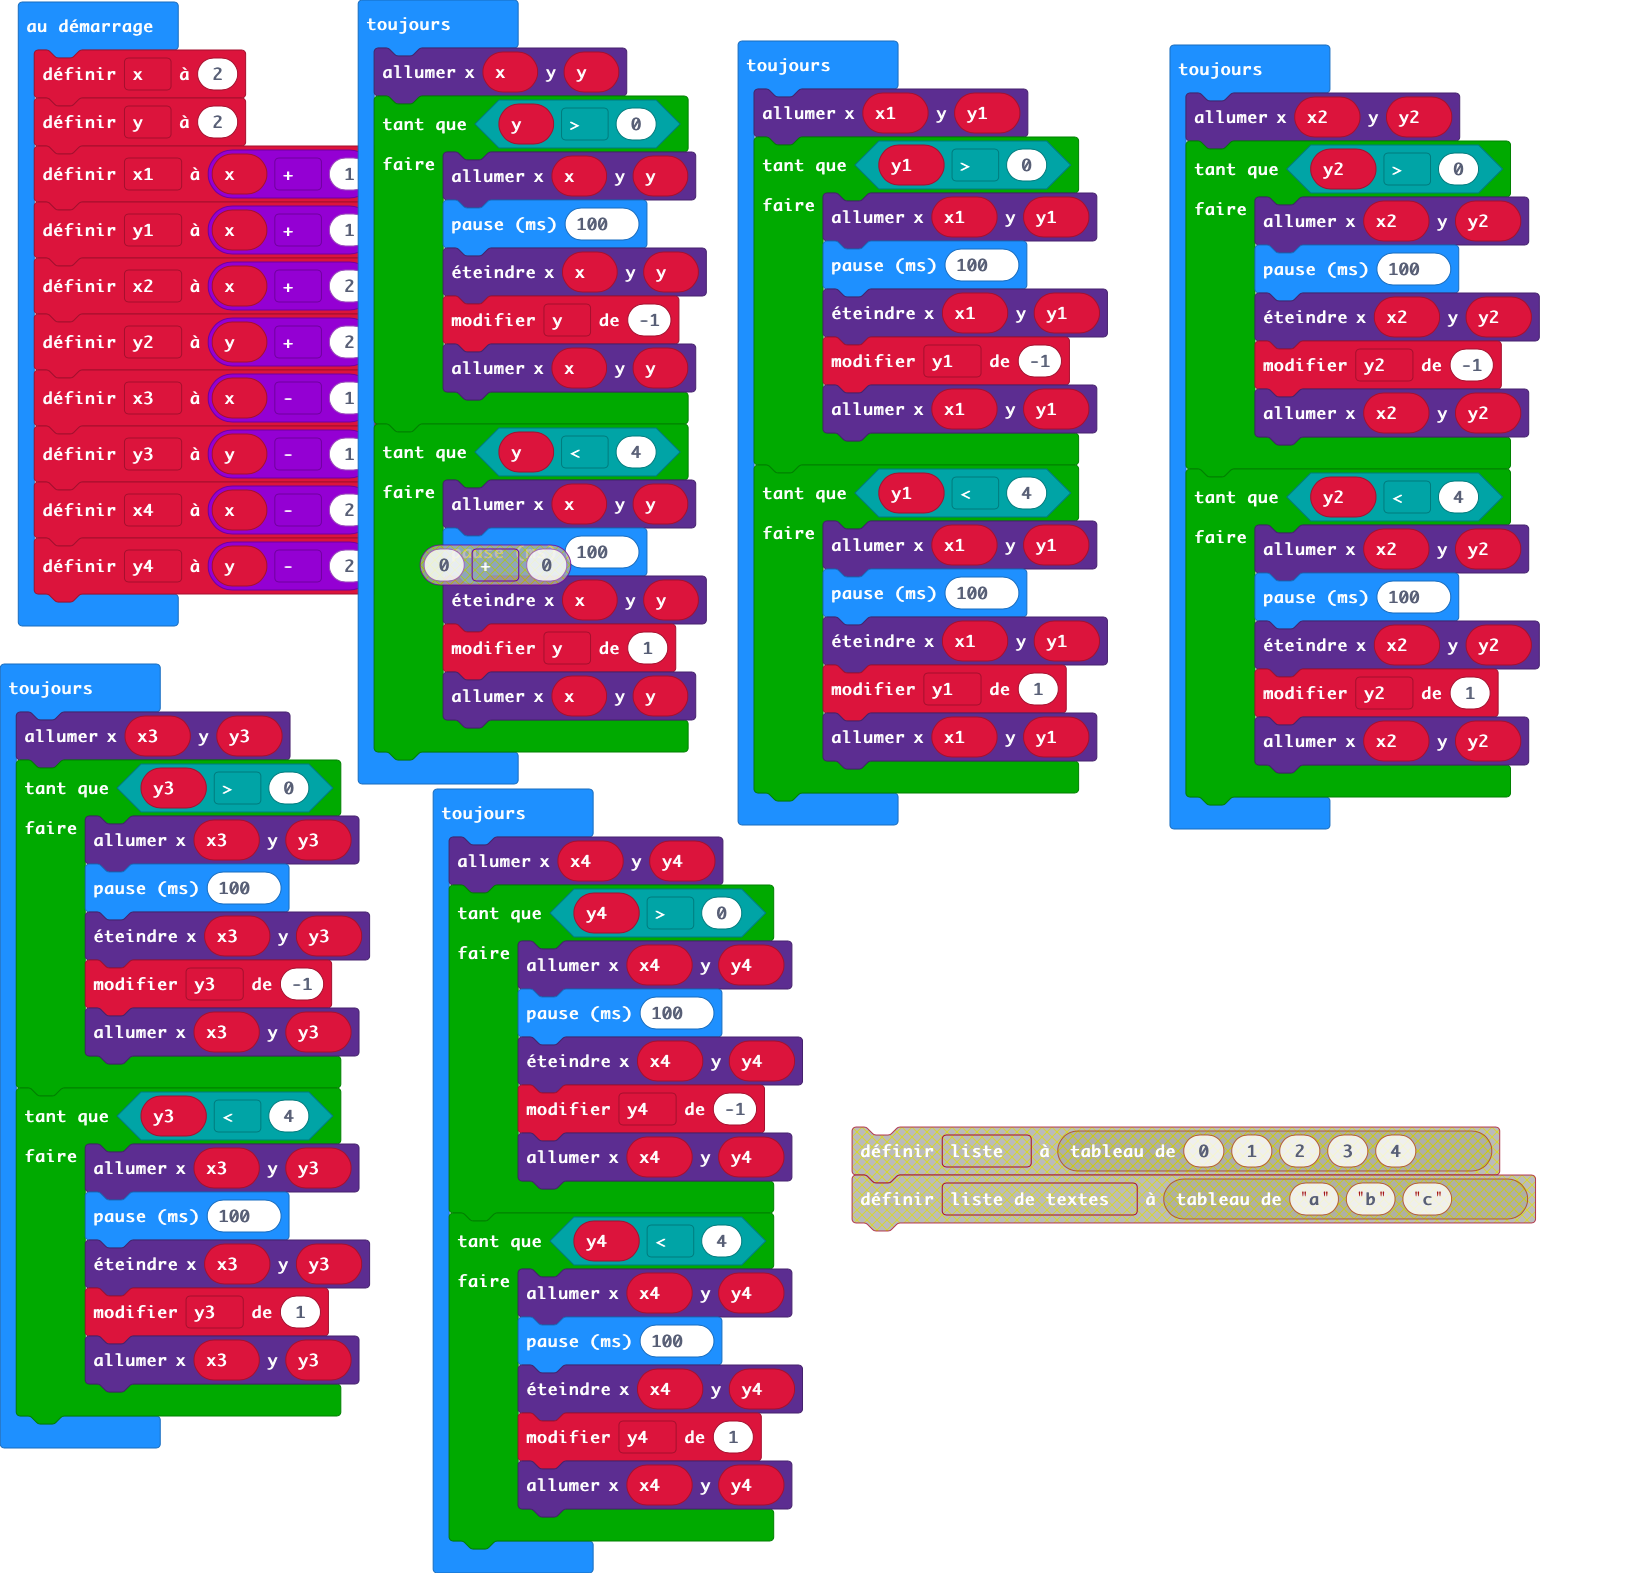 au démarrage
définir x à 2
définir y à 2
définir x1 à x + 1
définir y1 à x + 1
définir x2 à x + 2
définir y2 à y + 2
définir x3 à x - 1
définir y3 à y - 1
définir x4 à x - 2
définir y4 à y - 2
toujours
allumer x x y y
tant que y > 0
faire
allumer x x y y
pause (ms) 100
éteindre x x y y
modifier y de -1
allumer x x y y
tant que y < 4
faire
allumer x x y y
pause (ms) 100
0 + 0
éteindre x x y y
modifier y de 1
allumer x x y y
toujours
allumer x x1 y y1
tant que y1 > 0
faire
allumer x x1 y y1
pause (ms) 100
éteindre x x1 y y1
modifier y1 de -1
allumer x x1 y y1
tant que y1 < 4
faire
allumer x x1 y y1
pause (ms) 100
éteindre x x1 y y1
modifier y1 de 1
allumer x x1 y y1
toujours
allumer x x2 y y2
tant que y2 > 0
faire
allumer x x2 y y2
pause (ms) 100
éteindre x x2 y y2
modifier y2 de -1
allumer x x2 y y2
tant que y2 < 4
faire
allumer x x2 y y2
pause (ms) 100
éteindre x x2 y y2
modifier y2 de 1
allumer x x2 y y2
toujours
allumer x x3 y y3
tant que y3 > 0
faire
allumer x x3 y y3
pause (ms) 100
éteindre x x3 y y3
modifier y3 de -1
allumer x x3 y y3
tant que y3 < 4
faire
allumer x x3 y y3
pause (ms) 100
éteindre x x3 y y3
modifier y3 de 1
allumer x x3 y y3
toujours
allumer x x4 y y4
tant que y4 > 0
faire
allumer x x4 y y4
pause (ms) 100
éteindre x x4 y y4
modifier y4 de -1
allumer x x4 y y4
tant que y4 < 4
faire
allumer x x4 y y4
pause (ms) 100
éteindre x x4 y y4
modifier y4 de 1
allumer x x4 y y4
définir liste à tableau de 0 1 2 3 4
définir liste de textes à tableau de "a" "b" "c"